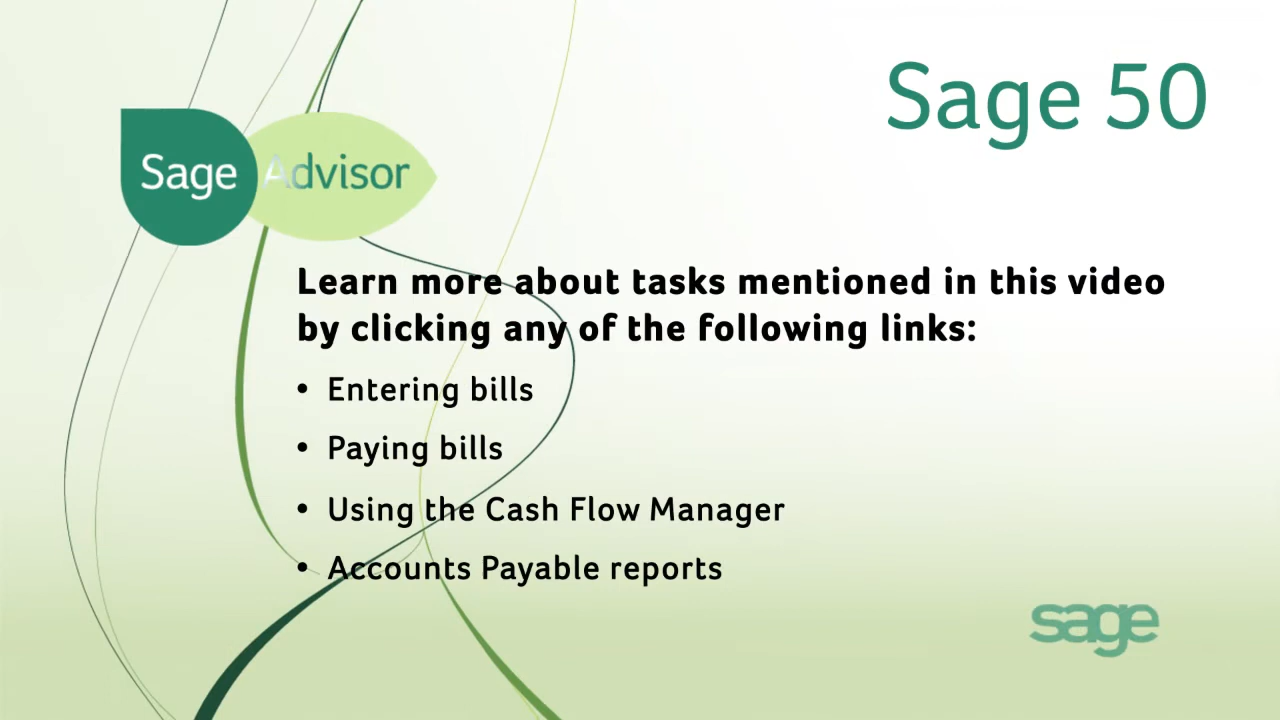 Sage 50
Sage Advisor
Learn more about tasks mentioned in this video
by clicking any of the following links:
• Entering bills
• Paying bills
• Using the Cash Flow Manager
• Accounts Payable reports
sage